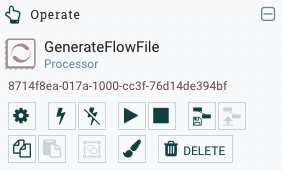 Operate
GenerateFlowFile
Processor
8714f8ea-017a-1000-cc3f-76d14de394bf
DELETE